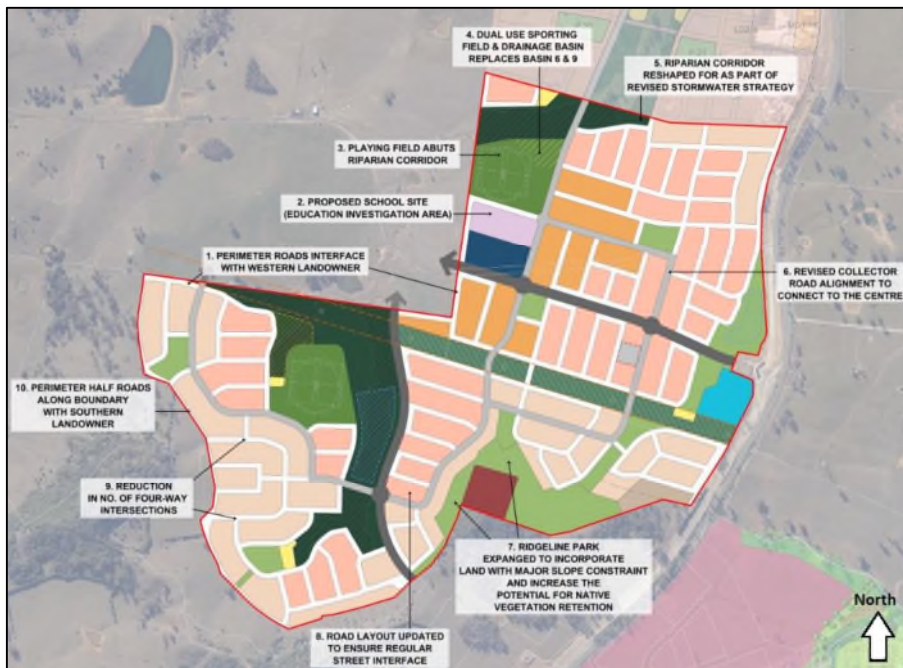 4. DUAL USE SPORTING
FIELD & DRAINAGE BASIN
REPLACES BASIN 6 & 9
5. RIPARIAN CORRIDOR
RESHAPED FOR AS PART OF
REVISED STORMWATER STRATEGY
3. PLAYING FIELD ABUTS
RIPARIAN CORRIDOR
2. PROPOSED SCHOOL SITE
(EDUCATION INVESTIGATION AREA)
1. PERIMETER ROADS INTERFACE
WITH WESTERN LANDOWNER
6. REVISED COLLECTOR
ROAD ALIGNMENT TO
CONNECT TO THE CENTRE
10. PERIMETER HALF ROADS
ALONG BOUNDARY
WITH SOUTHERN
LANDOWNER
9. REDUCTION
IN NO. OF FOUR-WAY
INTERSECTIONS
7. RIDGELINE PARK
EXPANGED TO INCORPORATE
LAND WITH MAJOR SLOPE CONSTRAINT
AND INCREASE THE
POTENTIAL FOR NATIVE
VEGETATION RETENTION
8. ROAD LAYOUT UPDATED
TO ENSURE REGULAR
STREET INTERFACE
North